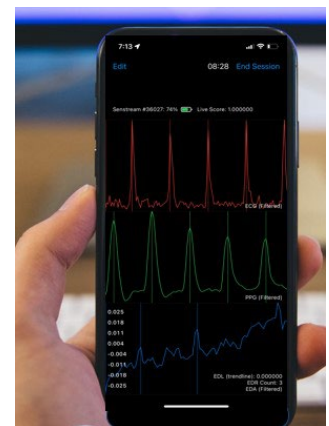 7:13
Edit 08:28 End Session
Senstream #36027: 74% Live Score: 1.000000
ECG (Filtered)
PPG (Filtered)
0.025
0.018
0.011
0.004
-0.004
-0.011
-0.018
-0.025
EDL (trendline): 0.000000
EDR Count: 3
EDA (Filtered)